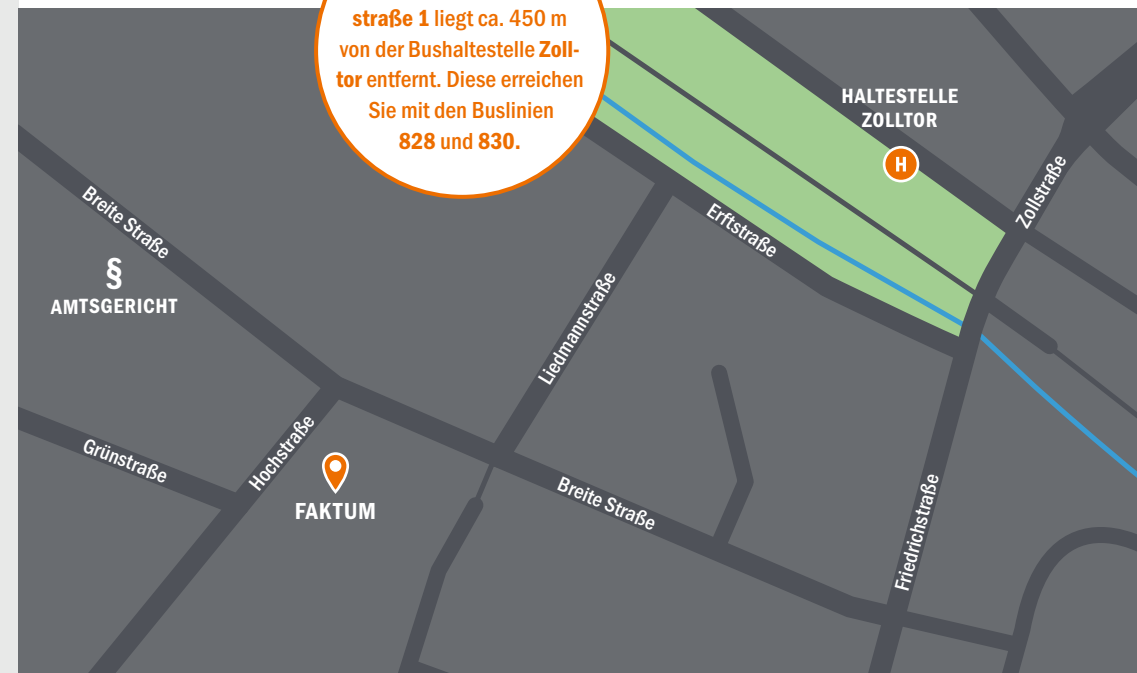 straße 1 liegt ca. 450 m
von der Bushaltestelle Zoll-
tor entfernt. Diese erreichen
Sie mit den Buslinien
828 und 830.
HALTESTELLE
ZOLLTOR
H
Zollstraße
Breite Straße
Erftstraße
§
AMTSGERICHT
Liedmannstraße
Grünstraße
Hochstraße
FAKTUM
Breite Straße
Friedrichstraße